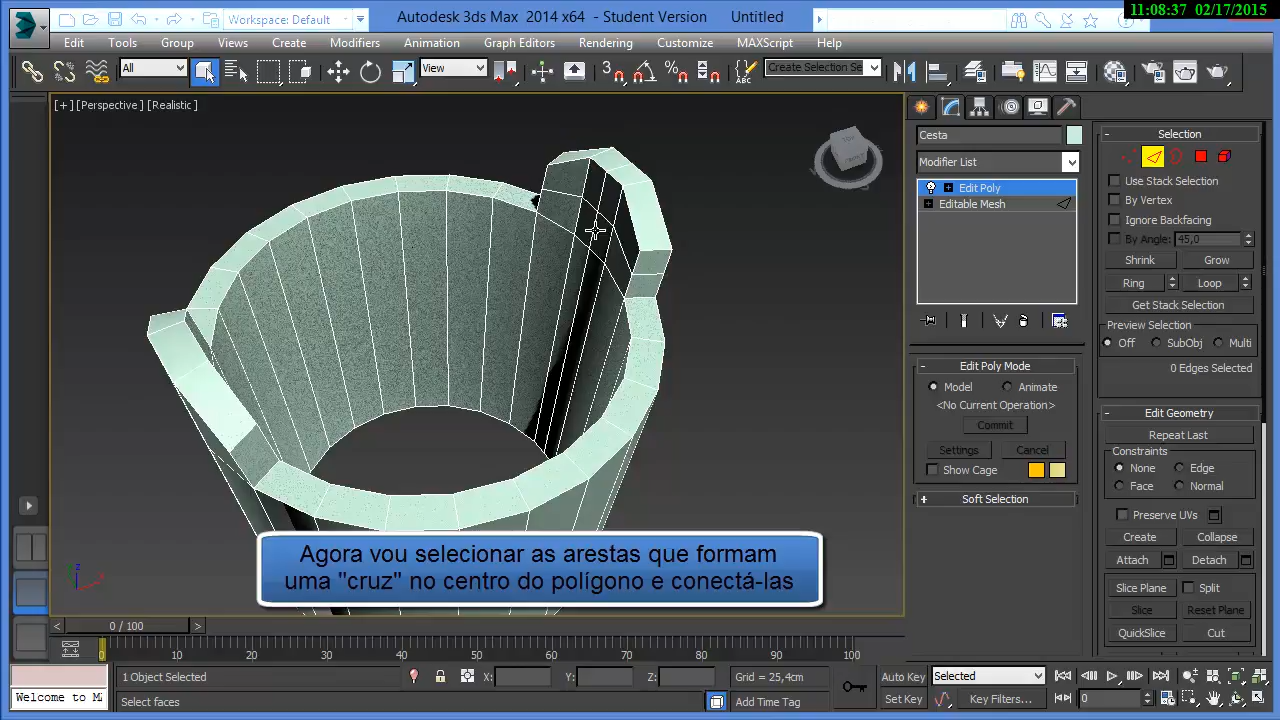 11:08:37 02/17/2015
Workspace: Default
Autodesk 3ds Max 2014 x64 - Student Version Untitled
Edit Tools Group Views Create Modifiers Animation Graph Editors Rendering Customize MAXScript Help
All
View
Create Selection Se
[+] [Perspective] [Realistic]
Cesta
Modifier List
Edit Poly
Editable Mesh
Edit Poly Mode
Model Animate
<No Current Operation>
Commit
Settings Cancel
Show Cage
Soft Selection
Selection
Use Stack Selection
By Vertex
Ignore Backfacing
By Angle: 45,0
Shrink Grow
Ring Loop
Get Stack Selection
Preview Selection
Off SubObj Multi
0 Edges Selected
Edit Geometry
Repeat Last
Constraints
None Edge
Face Normal
Preserve UVs
Create Collapse
Attach Detach
Slice Plane Split
Slice Reset Plane
QuickSlice Cut
Agora vou selecionar as arestas que formam
uma "cruz" no centro do polígono e conectá-las
z
x
0 / 100
0 10 20 30 40 50 60 70 80 90 100
1 Object Selected
X: Y: Z:
Grid = 25,4cm
Auto Key
Selected
Welcome to M
Select faces
Add Time Tag
Set Key
Key Filters...
0